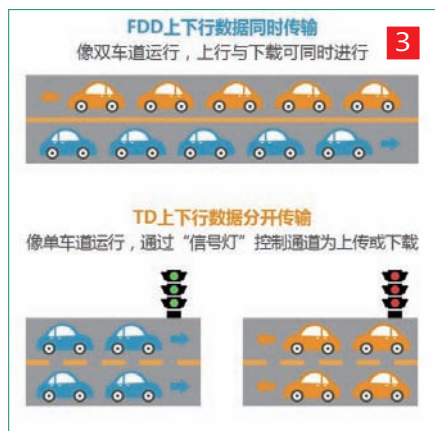 FDD上下行数据同时传输
像双车道运行，上行与下载可同时进行
3
TD上下行数据分开传输
像单车道运行，通过“信号灯”控制通道为上传或下载